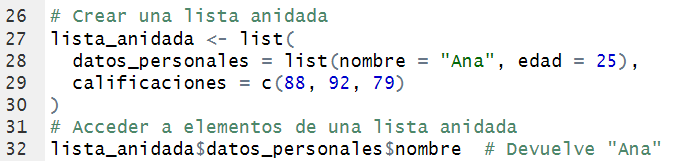 26 # Crear una lista anidada
27 lista_anidada <- list(
28   datos_personales = list(nombre = "Ana", edad = 25),
29   calificaciones = c(88, 92, 79)
30 )
31 # Acceder a elementos de una lista anidada
32 lista_anidada$datos_personales$nombre  # Devuelve "Ana"